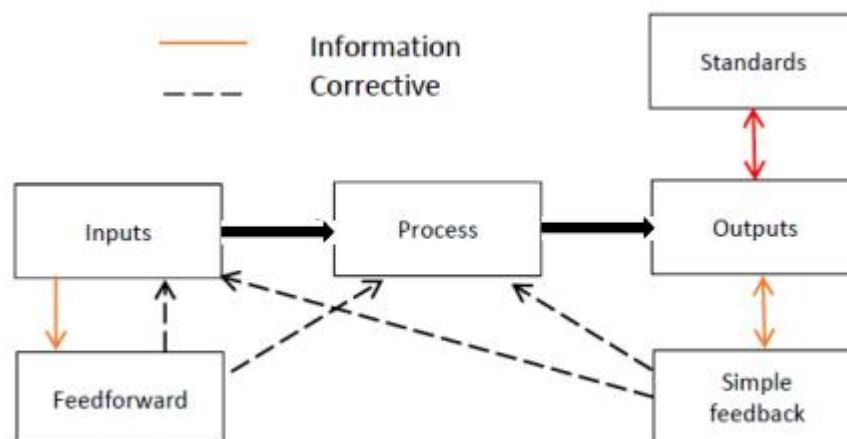 Information
Corrective
Standards
Inputs
Process
Outputs
Feedforward
Simple
feedback